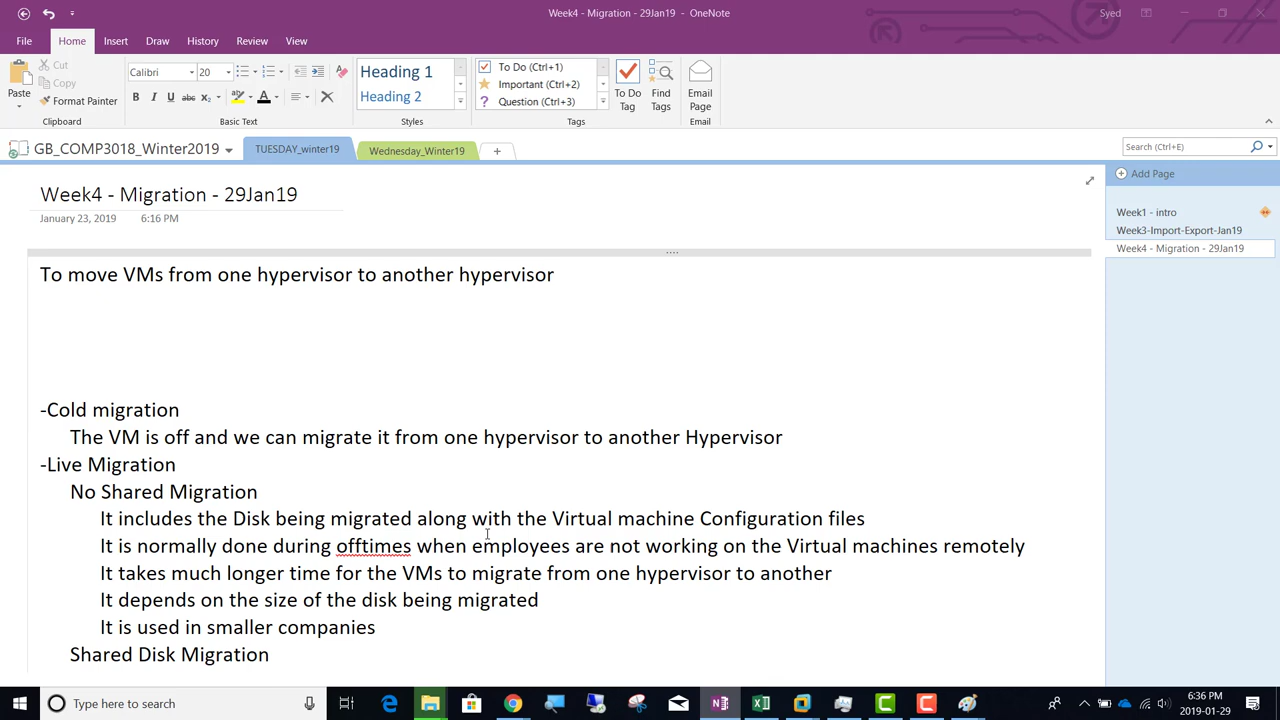 Week4 - Migration - 29Jan19 - OneNote
Syed
File Home Insert Draw History Review View
Paste
Cut
Copy
Format Painter
Clipboard
Calibri 20
B I U abc x₂ A
Basic Text
Heading 1
Heading 2
Styles
To Do (Ctrl+1)
Important (Ctrl+2)
Question (Ctrl+3)
To Do Tag
Find Tags
Tags
Email Page
Email
GB_COMP3018_Winter2019
TUESDAY_winter19
Wednesday_Winter19
Search (Ctrl+E)
Week4 - Migration - 29Jan19
January 23, 2019 6:16 PM
Add Page
Week1 - intro
Week3-Import-Export-Jan19
Week4 - Migration - 29Jan19
To move VMs from one hypervisor to another hypervisor
-Cold migration
The VM is off and we can migrate it from one hypervisor to another Hypervisor
-Live Migration
No Shared Migration
It includes the Disk being migrated along with the Virtual machine Configuration files
It is normally done during offtimes when employees are not working on the Virtual machines remotely
It takes much longer time for the VMs to migrate from one hypervisor to another
It depends on the size of the disk being migrated
It is used in smaller companies
Shared Disk Migration
Type here to search
6:36 PM
2019-01-29